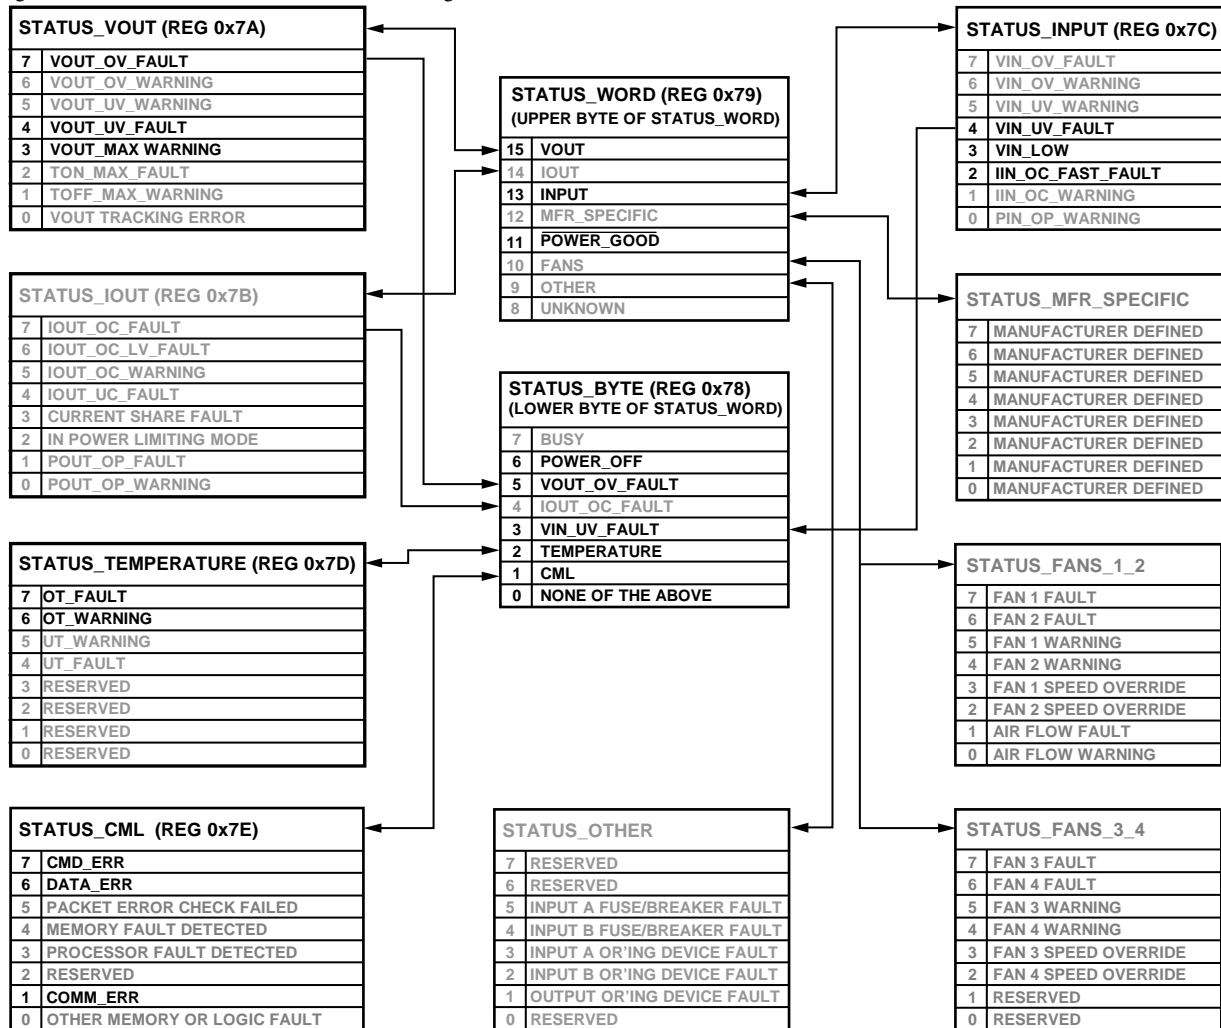 STATUS_VOUT (REG 0x7A)
7 VOUT_OV_FAULT
6 VOUT_OV_WARNING
5 VOUT_UV_WARNING
4 VOUT_UV_FAULT
3 VOUT_MAX WARNING
2 TON_MAX_FAULT
1 TOFF_MAX_WARNING
0 VOUT TRACKING ERROR
STATUS_IOUT (REG 0x7B)
7 IOUT_OC_FAULT
6 IOUT_OC_LV_FAULT
5 IOUT_OC_WARNING
4 IOUT_UC_FAULT
3 CURRENT SHARE FAULT
2 IN POWER LIMITING MODE
1 POUT_OP_FAULT
0 POUT_OP_WARNING
STATUS_TEMPERATURE (REG 0x7D)
7 OT_FAULT
6 OT_WARNING
5 UT_WARNING
4 UT_FAULT
3 RESERVED
2 RESERVED
1 RESERVED
0 RESERVED
STATUS_CML (REG 0x7E)
7 CMD_ERR
6 DATA_ERR
5 PACKET ERROR CHECK FAILED
4 MEMORY FAULT DETECTED
3 PROCESSOR FAULT DETECTED
2 RESERVED
1 COMM_ERR
0 OTHER MEMORY OR LOGIC FAULT
STATUS_WORD (REG 0x79)
(UPPER BYTE OF STATUS_WORD)
15 VOUT
14 IOUT
13 INPUT
12 MFR_SPECIFIC
11 POWER_GOOD
10 FANS
9 OTHER
8 UNKNOWN
STATUS_BYTE (REG 0x78)
(LOWER BYTE OF STATUS_WORD)
7 BUSY
6 POWER_OFF
5 VOUT_OV_FAULT
4 IOUT_OC_FAULT
3 VIN_UV_FAULT
2 TEMPERATURE
1 CML
0 NONE OF THE ABOVE
STATUS_OTHER
7 RESERVED
6 RESERVED
5 INPUT A FUSE/BREAKER FAULT
4 INPUT B FUSE/BREAKER FAULT
3 INPUT A OR'ING DEVICE FAULT
2 INPUT B OR'ING DEVICE FAULT
1 OUTPUT OR'ING DEVICE FAULT
0 RESERVED
STATUS_INPUT (REG 0x7C)
7 VIN_OV_FAULT
6 VIN_OV_WARNING
5 VIN_UV_WARNING
4 VIN_UV_FAULT
3 VIN_LOW
2 IIN_OC_FAST_FAULT
1 IIN_OC_WARNING
0 PIN_OP_WARNING
STATUS_MFR_SPECIFIC
7 MANUFACTURER DEFINED
6 MANUFACTURER DEFINED
5 MANUFACTURER DEFINED
4 MANUFACTURER DEFINED
3 MANUFACTURER DEFINED
2 MANUFACTURER DEFINED
1 MANUFACTURER DEFINED
0 MANUFACTURER DEFINED
STATUS_FANS_1_2
7 FAN 1 FAULT
6 FAN 2 FAULT
5 FAN 1 WARNING
4 FAN 2 WARNING
3 FAN 1 SPEED OVERRIDE
2 FAN 2 SPEED OVERRIDE
1 AIR FLOW FAULT
0 AIR FLOW WARNING
STATUS_FANS_3_4
7 FAN 3 FAULT
6 FAN 4 FAULT
5 FAN 3 WARNING
4 FAN 4 WARNING
3 FAN 3 SPEED OVERRIDE
2 FAN 4 SPEED OVERRIDE
1 RESERVED
0 RESERVED